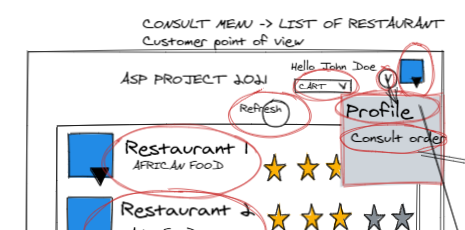 CONSULT MENU -> LIST OF RESTAURANT
Customer point of view
Hello John Doe
ASP PROJECT 2021
CART V
V
Refresh
Profile
Consult order
Restaurant 1
AFRICAN FOOD
Restaurant 2